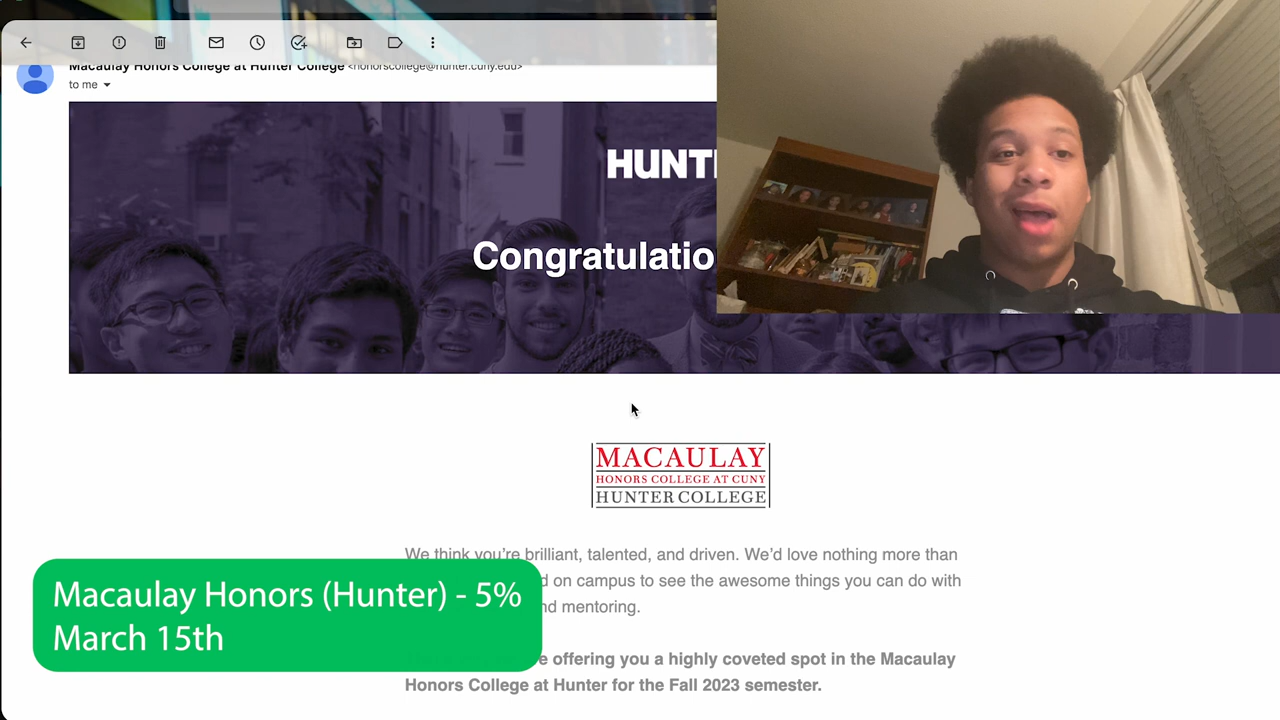 Macaulay Honors College at Hunter College <honorscollege@hunter.cuny.edu>
to me
HUNT
Congratulatio
MACAULAY
HONORS COLLEGE AT CUNY
HUNTER COLLEGE
We think you're brilliant, talented, and driven. We'd love nothing more than
d on campus to see the awesome things you can do with
nd mentoring.
e offering you a highly coveted spot in the Macaulay
Honors College at Hunter for the Fall 2023 semester.
Macaulay Honors (Hunter) - 5%
March 15th